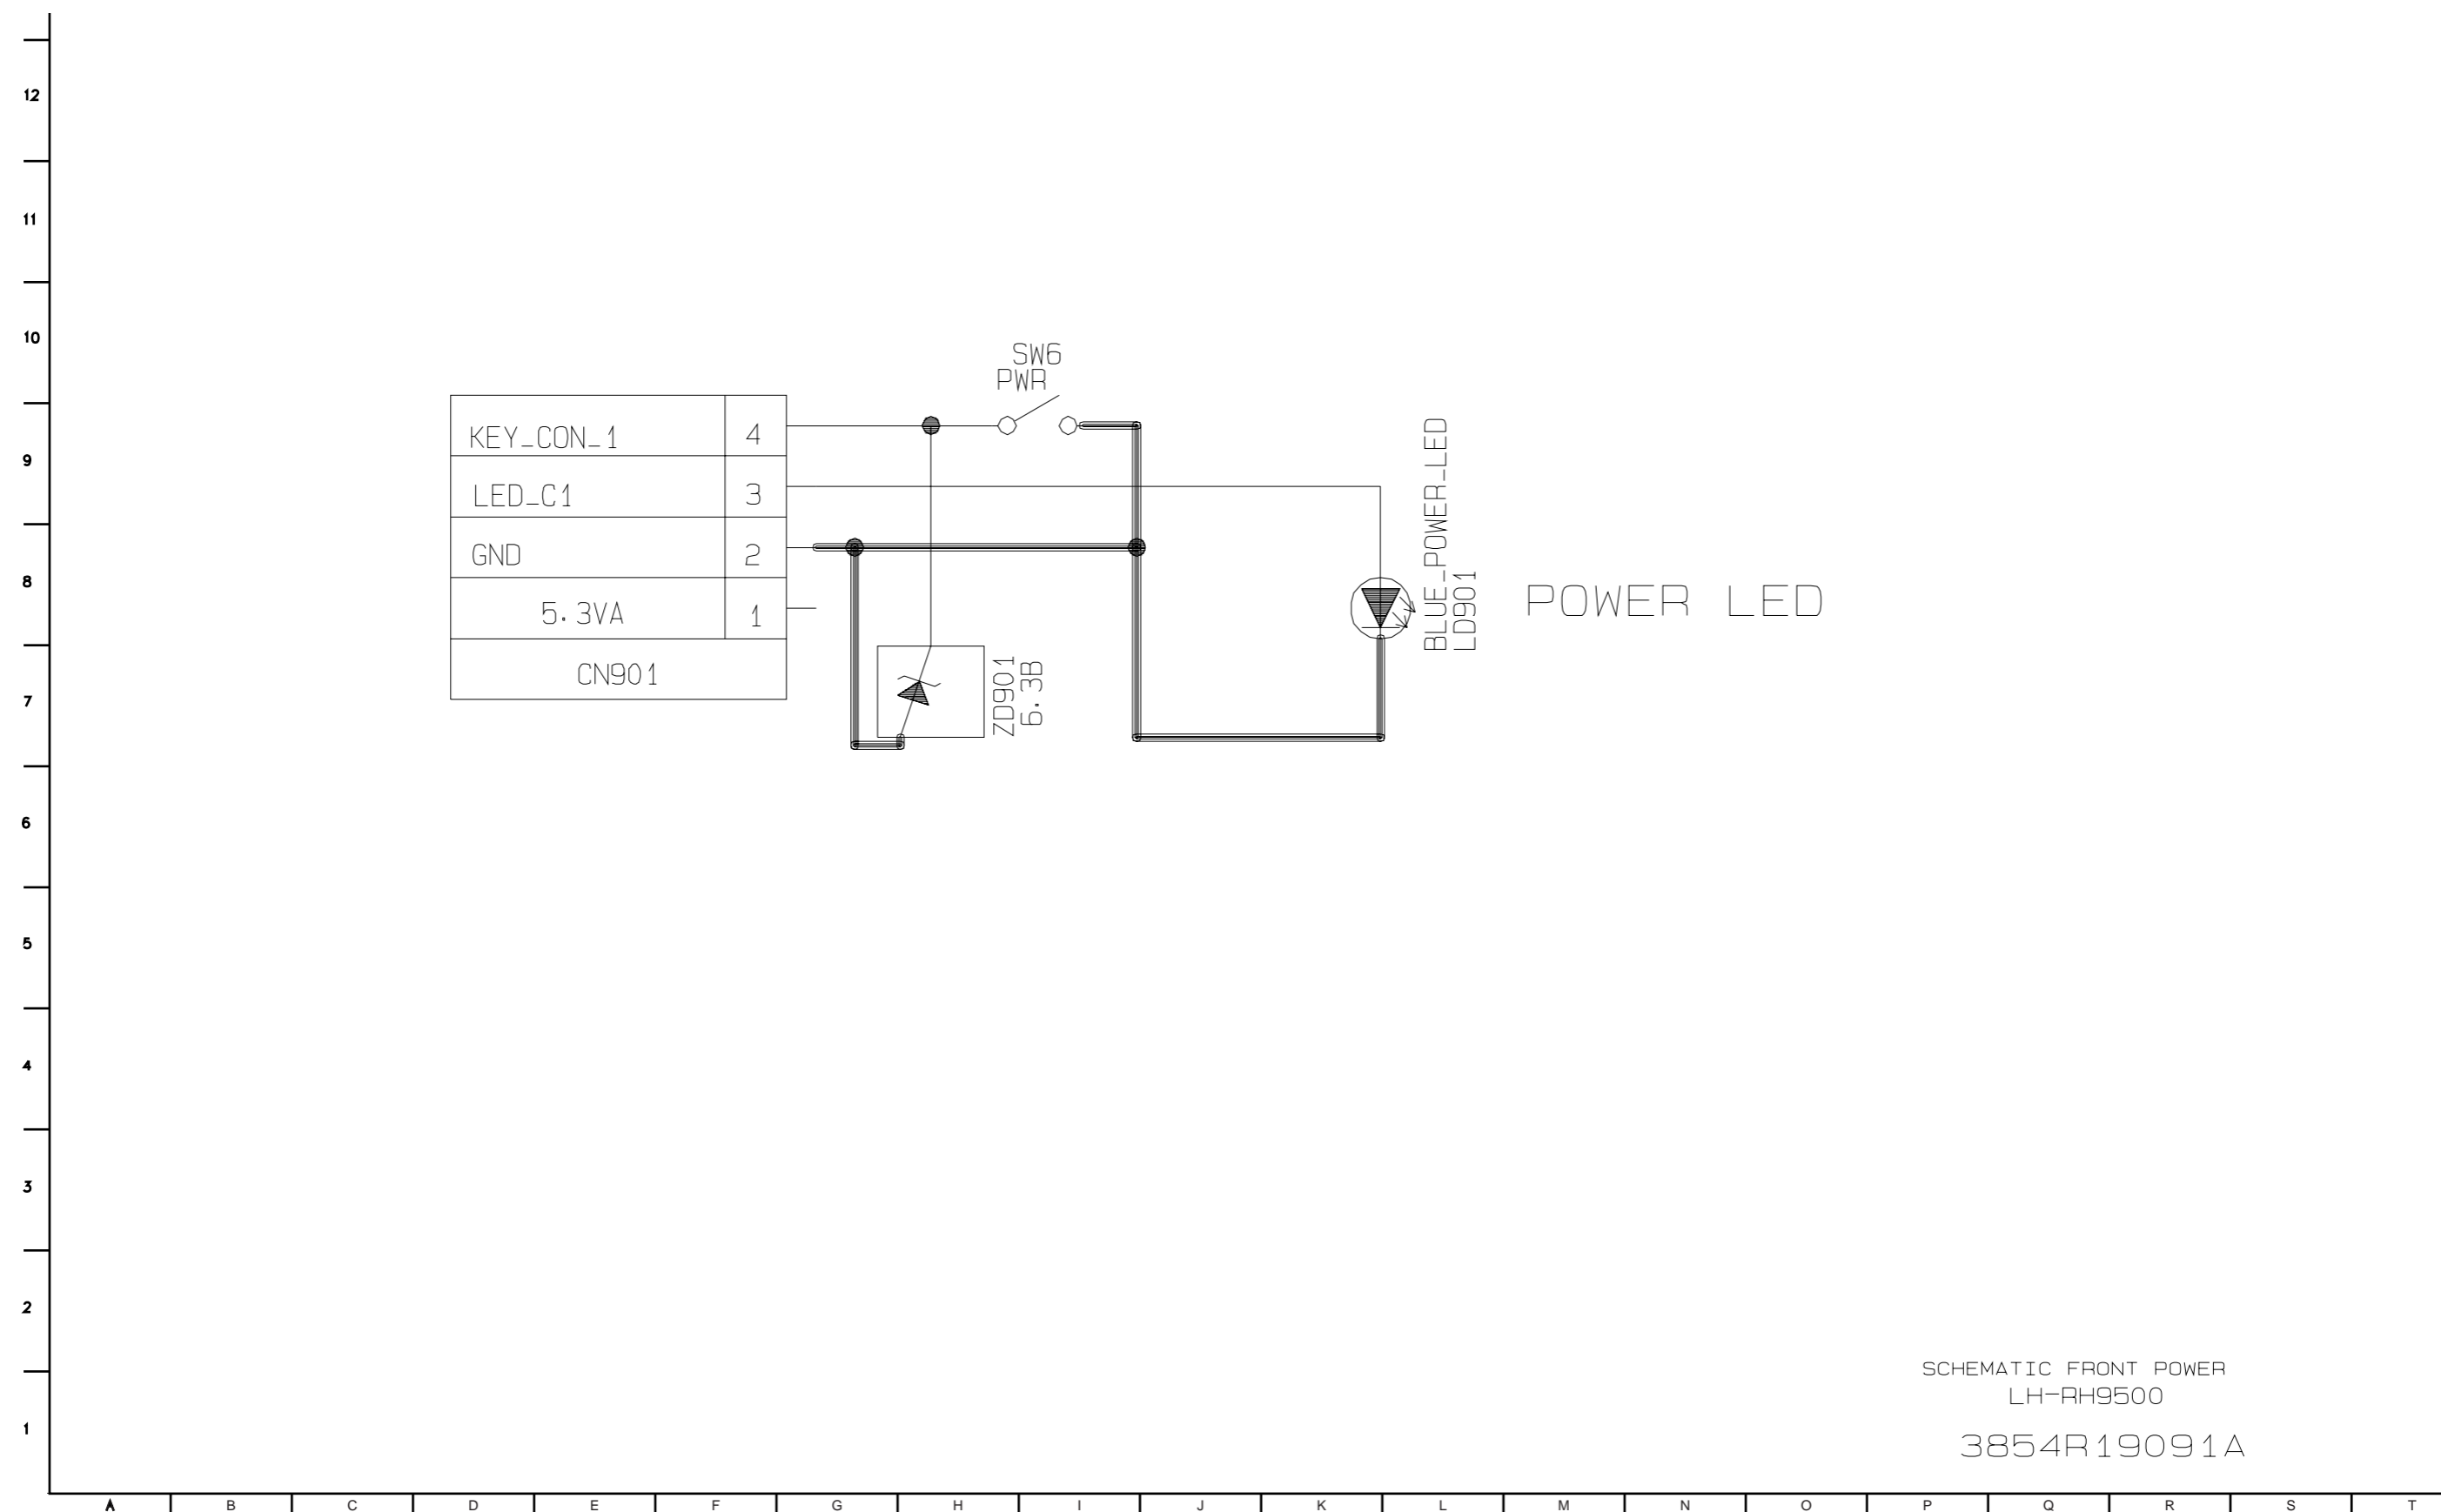 12
11
10
9
8
7
6
5
4
3
2
1
SW6
PWR
KEY_CON_1 4
LED_C1 3
GND 2
5.3VA 1
CN901
ZD901
6.3B
BLUE_POWER_LED
LD901
POWER LED
SCHEMATIC FRONT POWER
LH-RH9500
3854R19091A
A B C D E F G H I J K L M N O P Q R S T